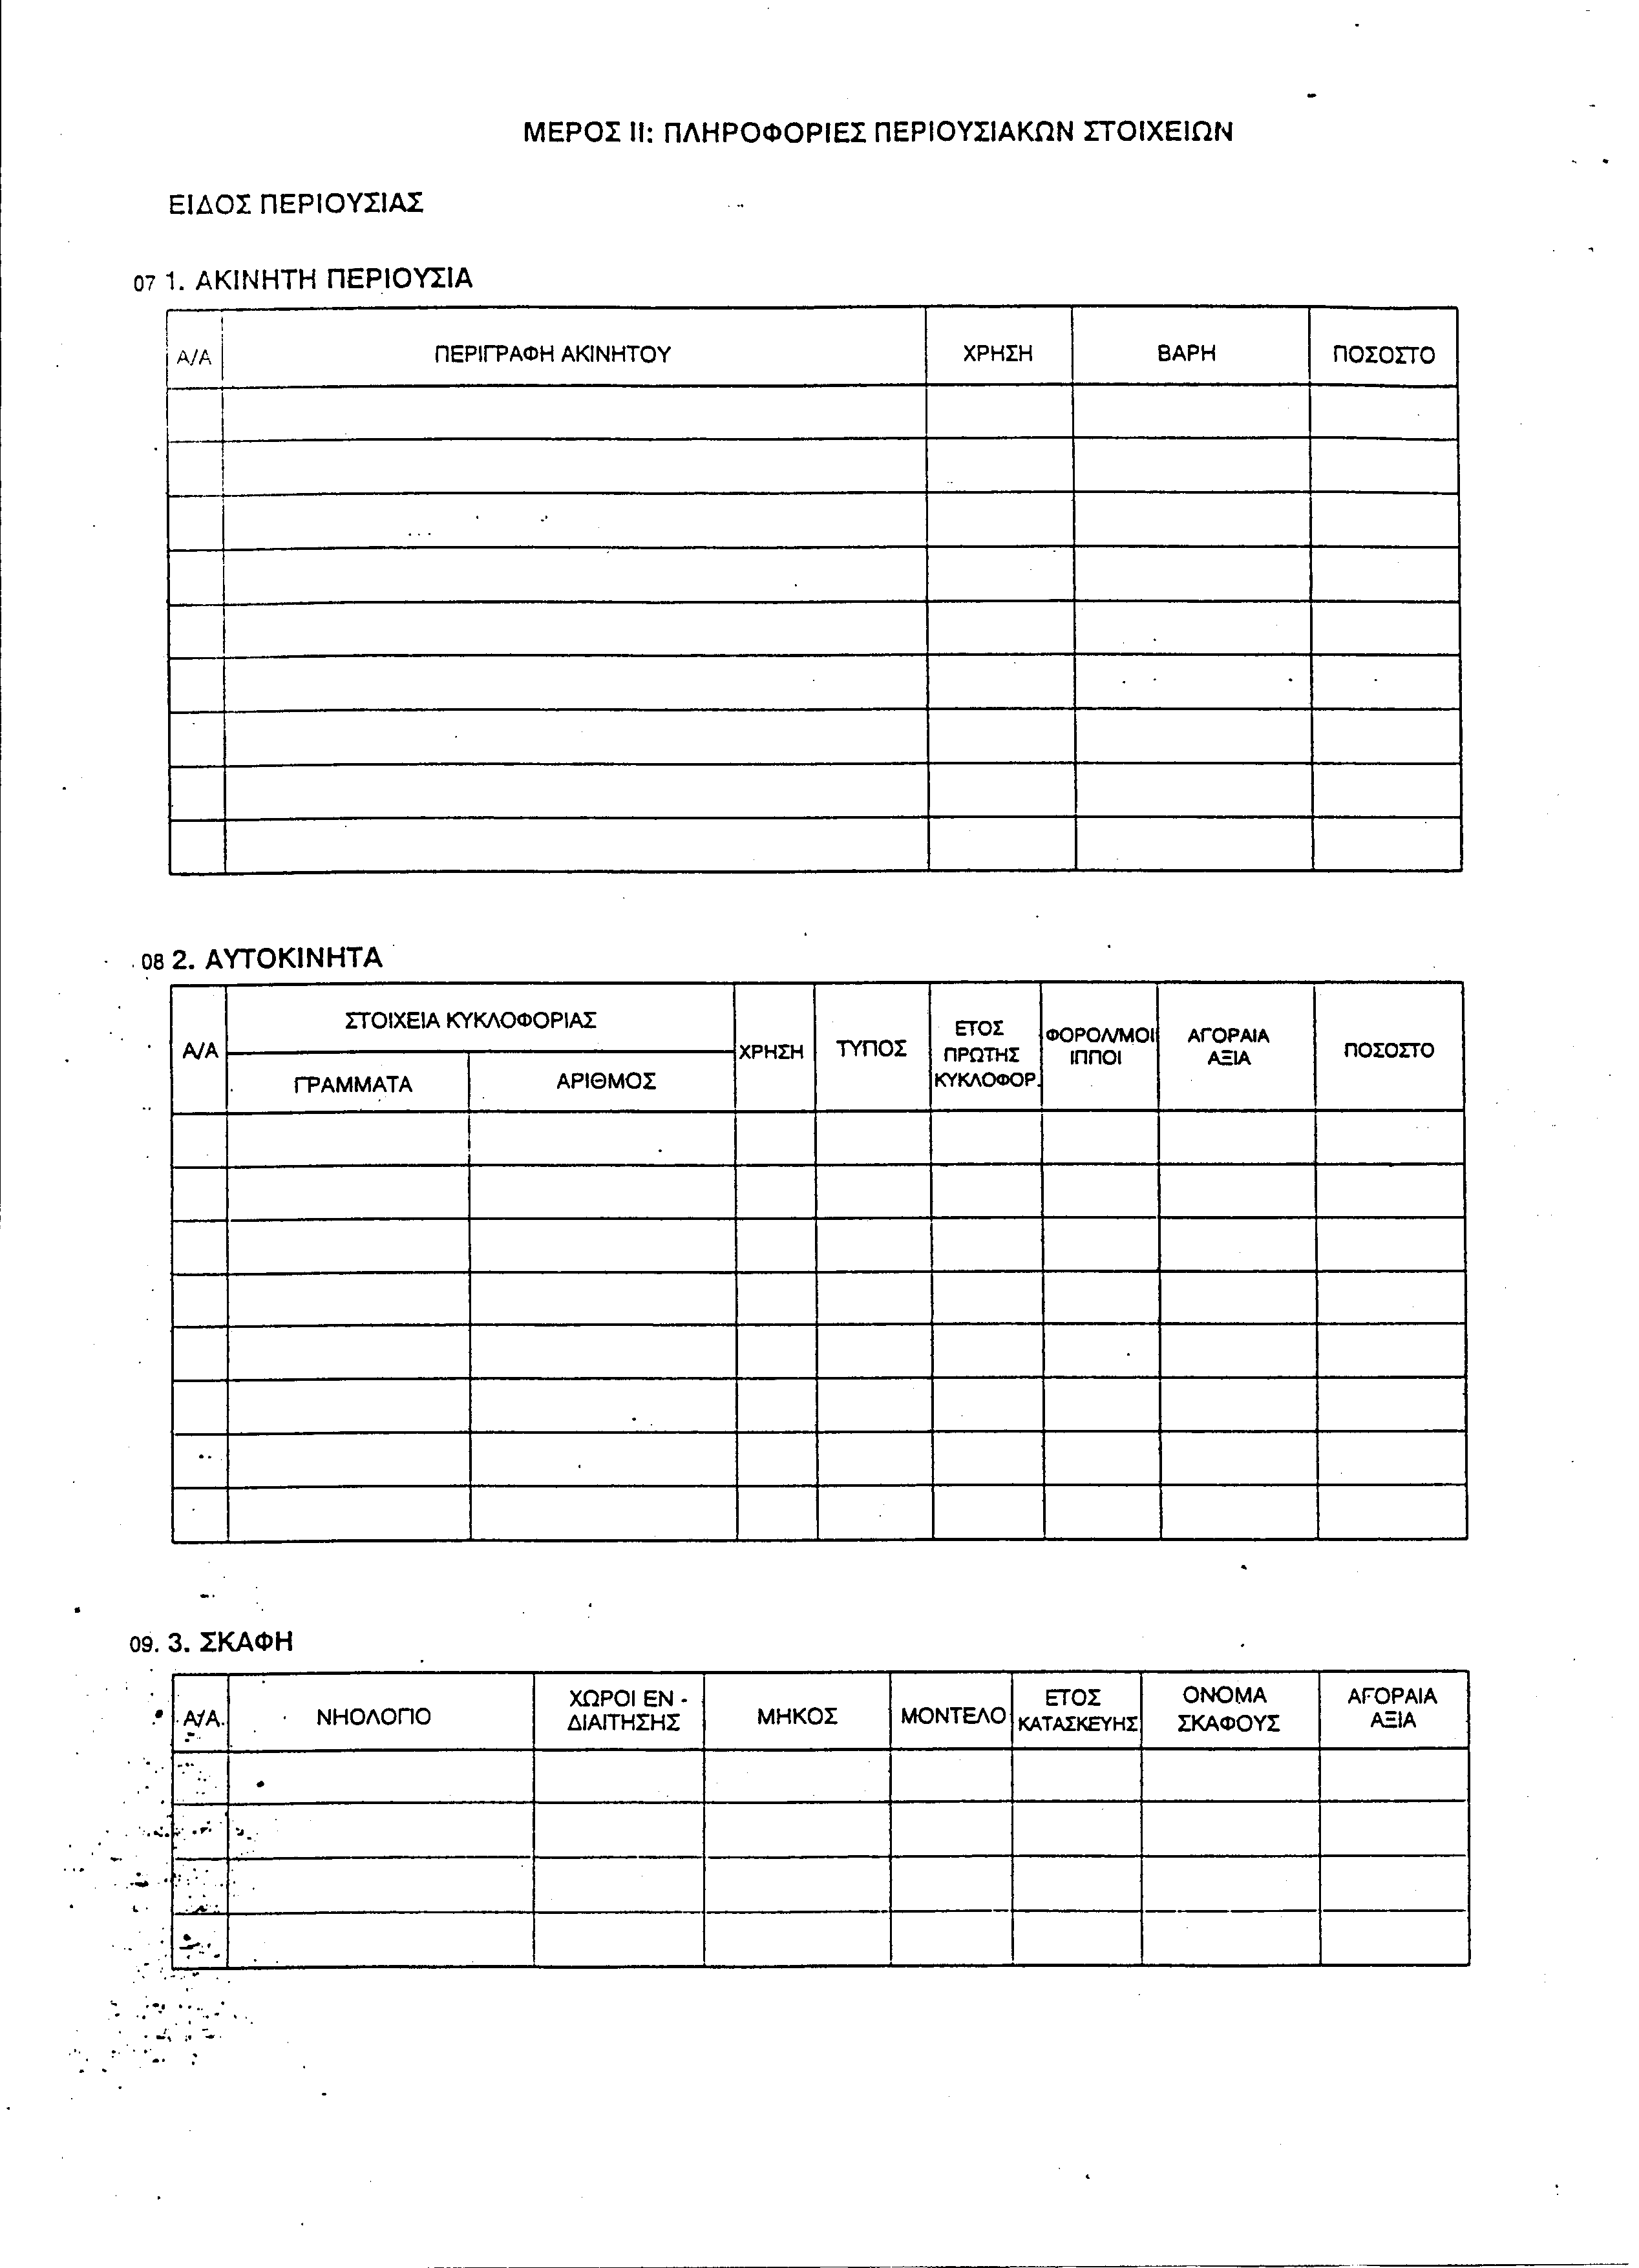 ΜΕΡΟΣ ΙΙ: ΠΛΗΡΟΦΟΡΙΕΣ ΠΕΡΙΟΥΣΙΑΚΩΝ ΣΤΟΙΧΕΙΩΝ
ΕΙΔΟΣ ΠΕΡΙΟΥΣΙΑΣ
07 1. ΑΚΙΝΗΤΗ ΠΕΡΙΟΥΣΙΑ
Α/Α ΠΕΡΙΓΡΑΦΗ ΑΚΙΝΗΤΟΥ ΧΡΗΣΗ ΒΑΡΗ ΠΟΣΟΣΤΟ
08 2. ΑΥΤΟΚΙΝΗΤΑ
Α/Α ΣΤΟΙΧΕΙΑ ΚΥΚΛΟΦΟΡΙΑΣ
ΓΡΑΜΜΑΤΑ ΑΡΙΘΜΟΣ
ΧΡΗΣΗ
ΤΥΠΟΣ
ΕΤΟΣ
ΠΡΩΤΗΣ
ΚΥΚΛΟΦΟΡ.
ΦΟΡΟΛ/ΜΟΙ
ΙΠΠΟΙ
ΑΓΟΡΑΙΑ
ΑΞΙΑ
ΠΟΣΟΣΤΟ
09. 3. ΣΚΑΦΗ
Α/Α.
ΝΗΟΛΟΓΙΟ
ΧΩΡΟΙ ΕΝ -
ΔΙΑΙΤΗΣΗΣ
ΜΗΚΟΣ
ΜΟΝΤΕΛΟ
ΕΤΟΣ
ΚΑΤΑΣΚΕΥΗΣ
ΟΝΟΜΑ
ΣΚΑΦΟΥΣ
ΑΓΟΡΑΙΑ
ΑΞΙΑ